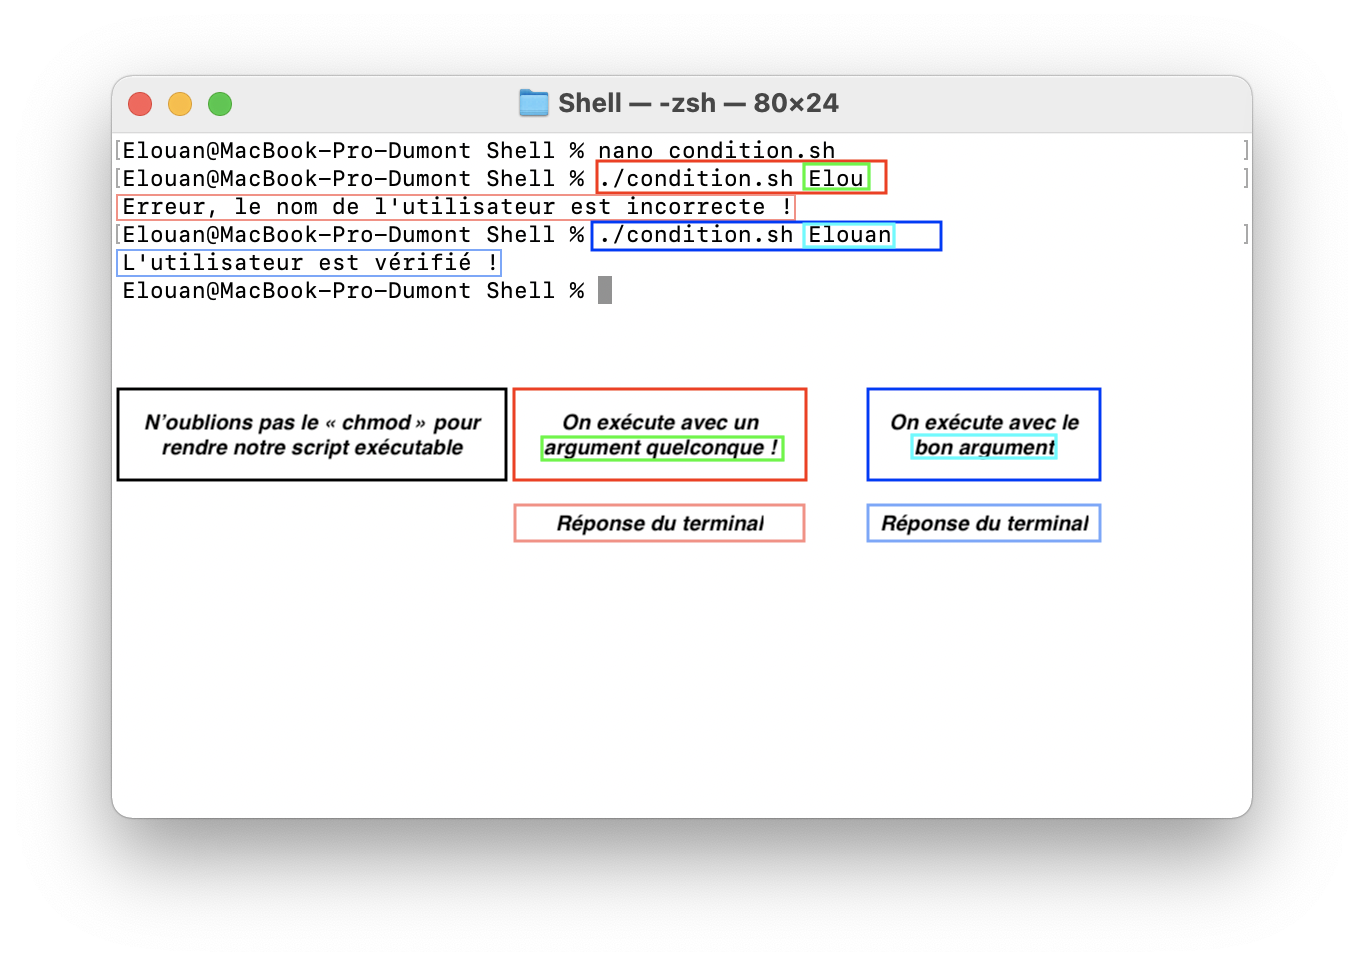 Shell — -zsh — 80×24
[Elouan@MacBook-Pro-Dumont Shell % nano condition.sh ]
[Elouan@MacBook-Pro-Dumont Shell % ./condition.sh Elou ]
Erreur, le nom de l'utilisateur est incorrecte !
[Elouan@MacBook-Pro-Dumont Shell % ./condition.sh Elouan ]
L'utilisateur est vérifié !
Elouan@MacBook-Pro-Dumont Shell %
N'oublions pas le « chmod » pour
rendre notre script exécutable
On exécute avec un
argument quelconque !
On exécute avec le
bon argument
Réponse du terminal
Réponse du terminal